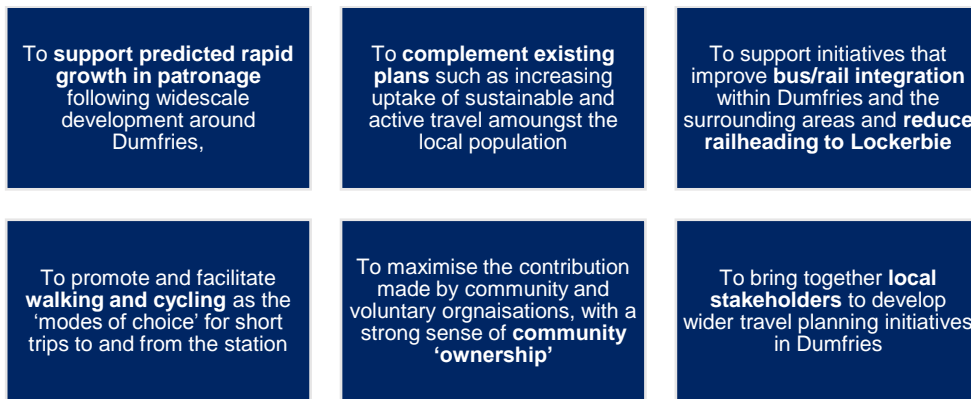 To support predicted rapid
growth in patronage
following widescale
development around
Dumfries,
To complement existing
plans such as increasing
uptake of sustainable and
active travel amoungst the
local population
To support initiatives that
improve bus/rail integration
within Dumfries and the
surrounding areas and reduce
railheading to Lockerbie
To promote and facilitate
walking and cycling as the
‘modes of choice’ for short
trips to and from the station
To maximise the contribution
made by community and
voluntary orgnaisations, with a
strong sense of community
‘ownership’
To bring together local
stakeholders to develop
wider travel planning initiatives
in Dumfries